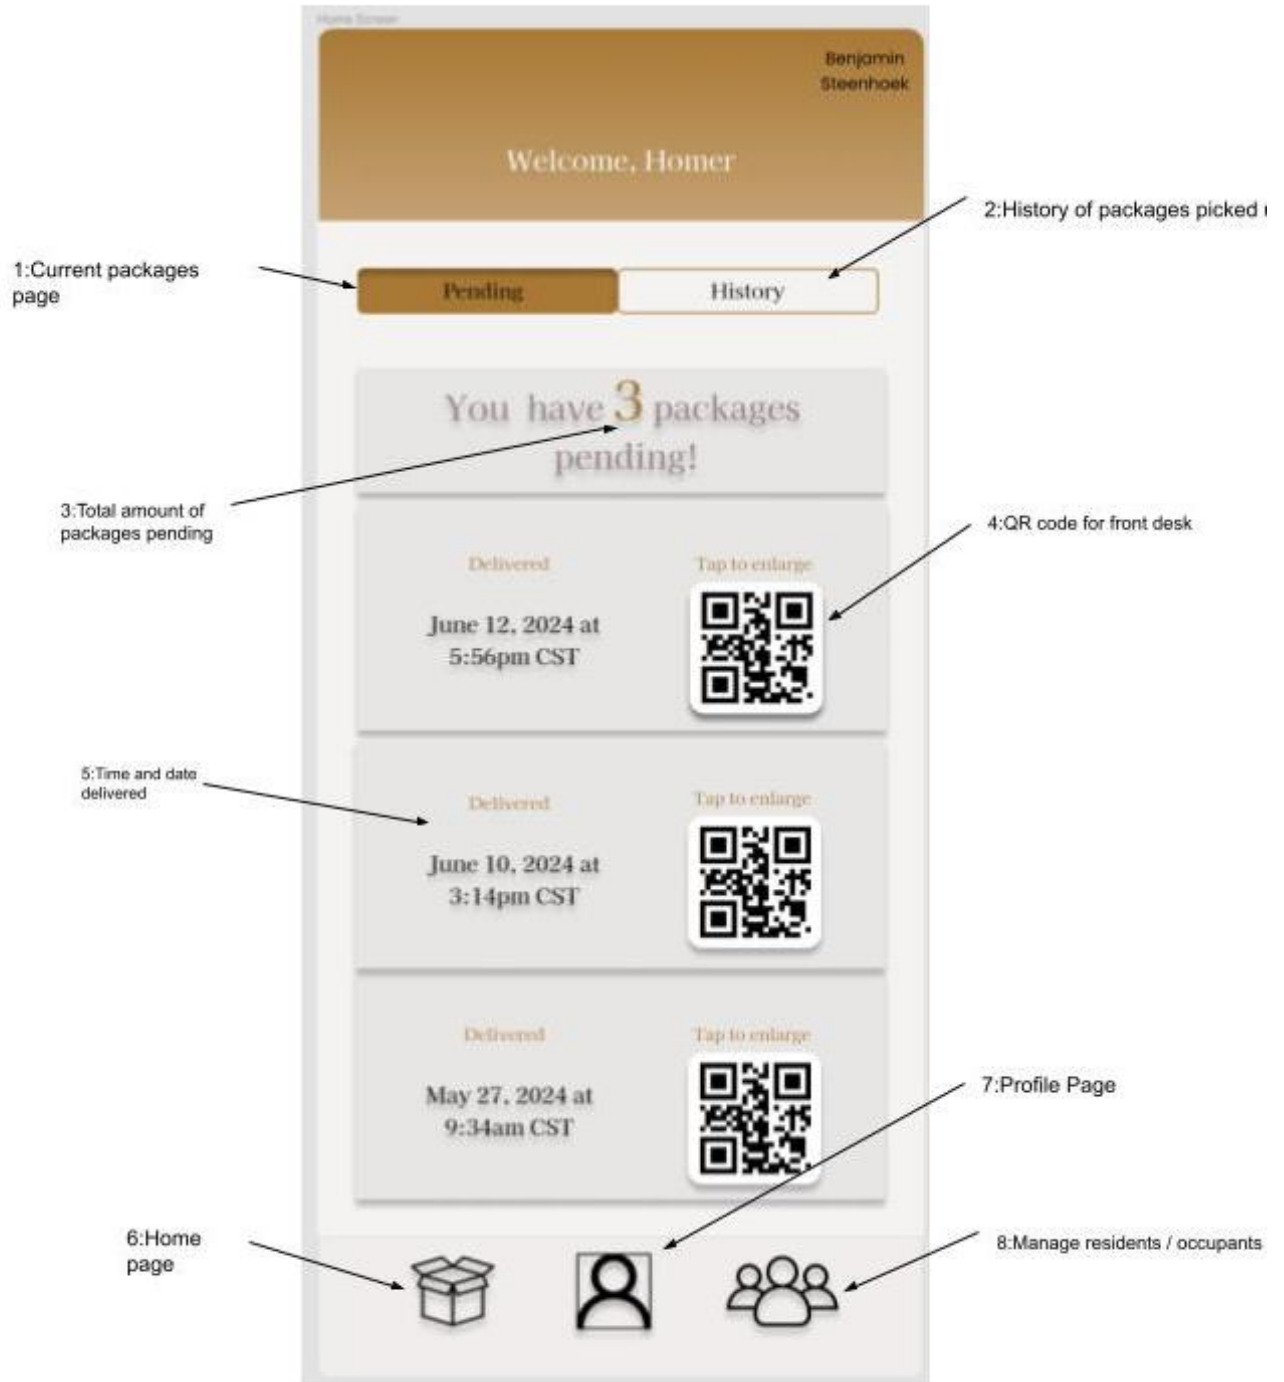 Home Screen
Benjamin
Steenhoek
Welcome, Homer
2:History of packages picked
1:Current packages
page
Pending
History
You have 3 packages
pending!
3:Total amount of
packages pending
4:QR code for front desk
Delivered
Tap to enlarge
June 12, 2024 at
5:56pm CST
5:Time and date
delivered
Delivered
Tap to enlarge
June 10, 2024 at
3:14pm CST
Delivered
Tap to enlarge
May 27, 2024 at
9:34am CST
7:Profile Page
6:Home
page
8:Manage residents / occupants